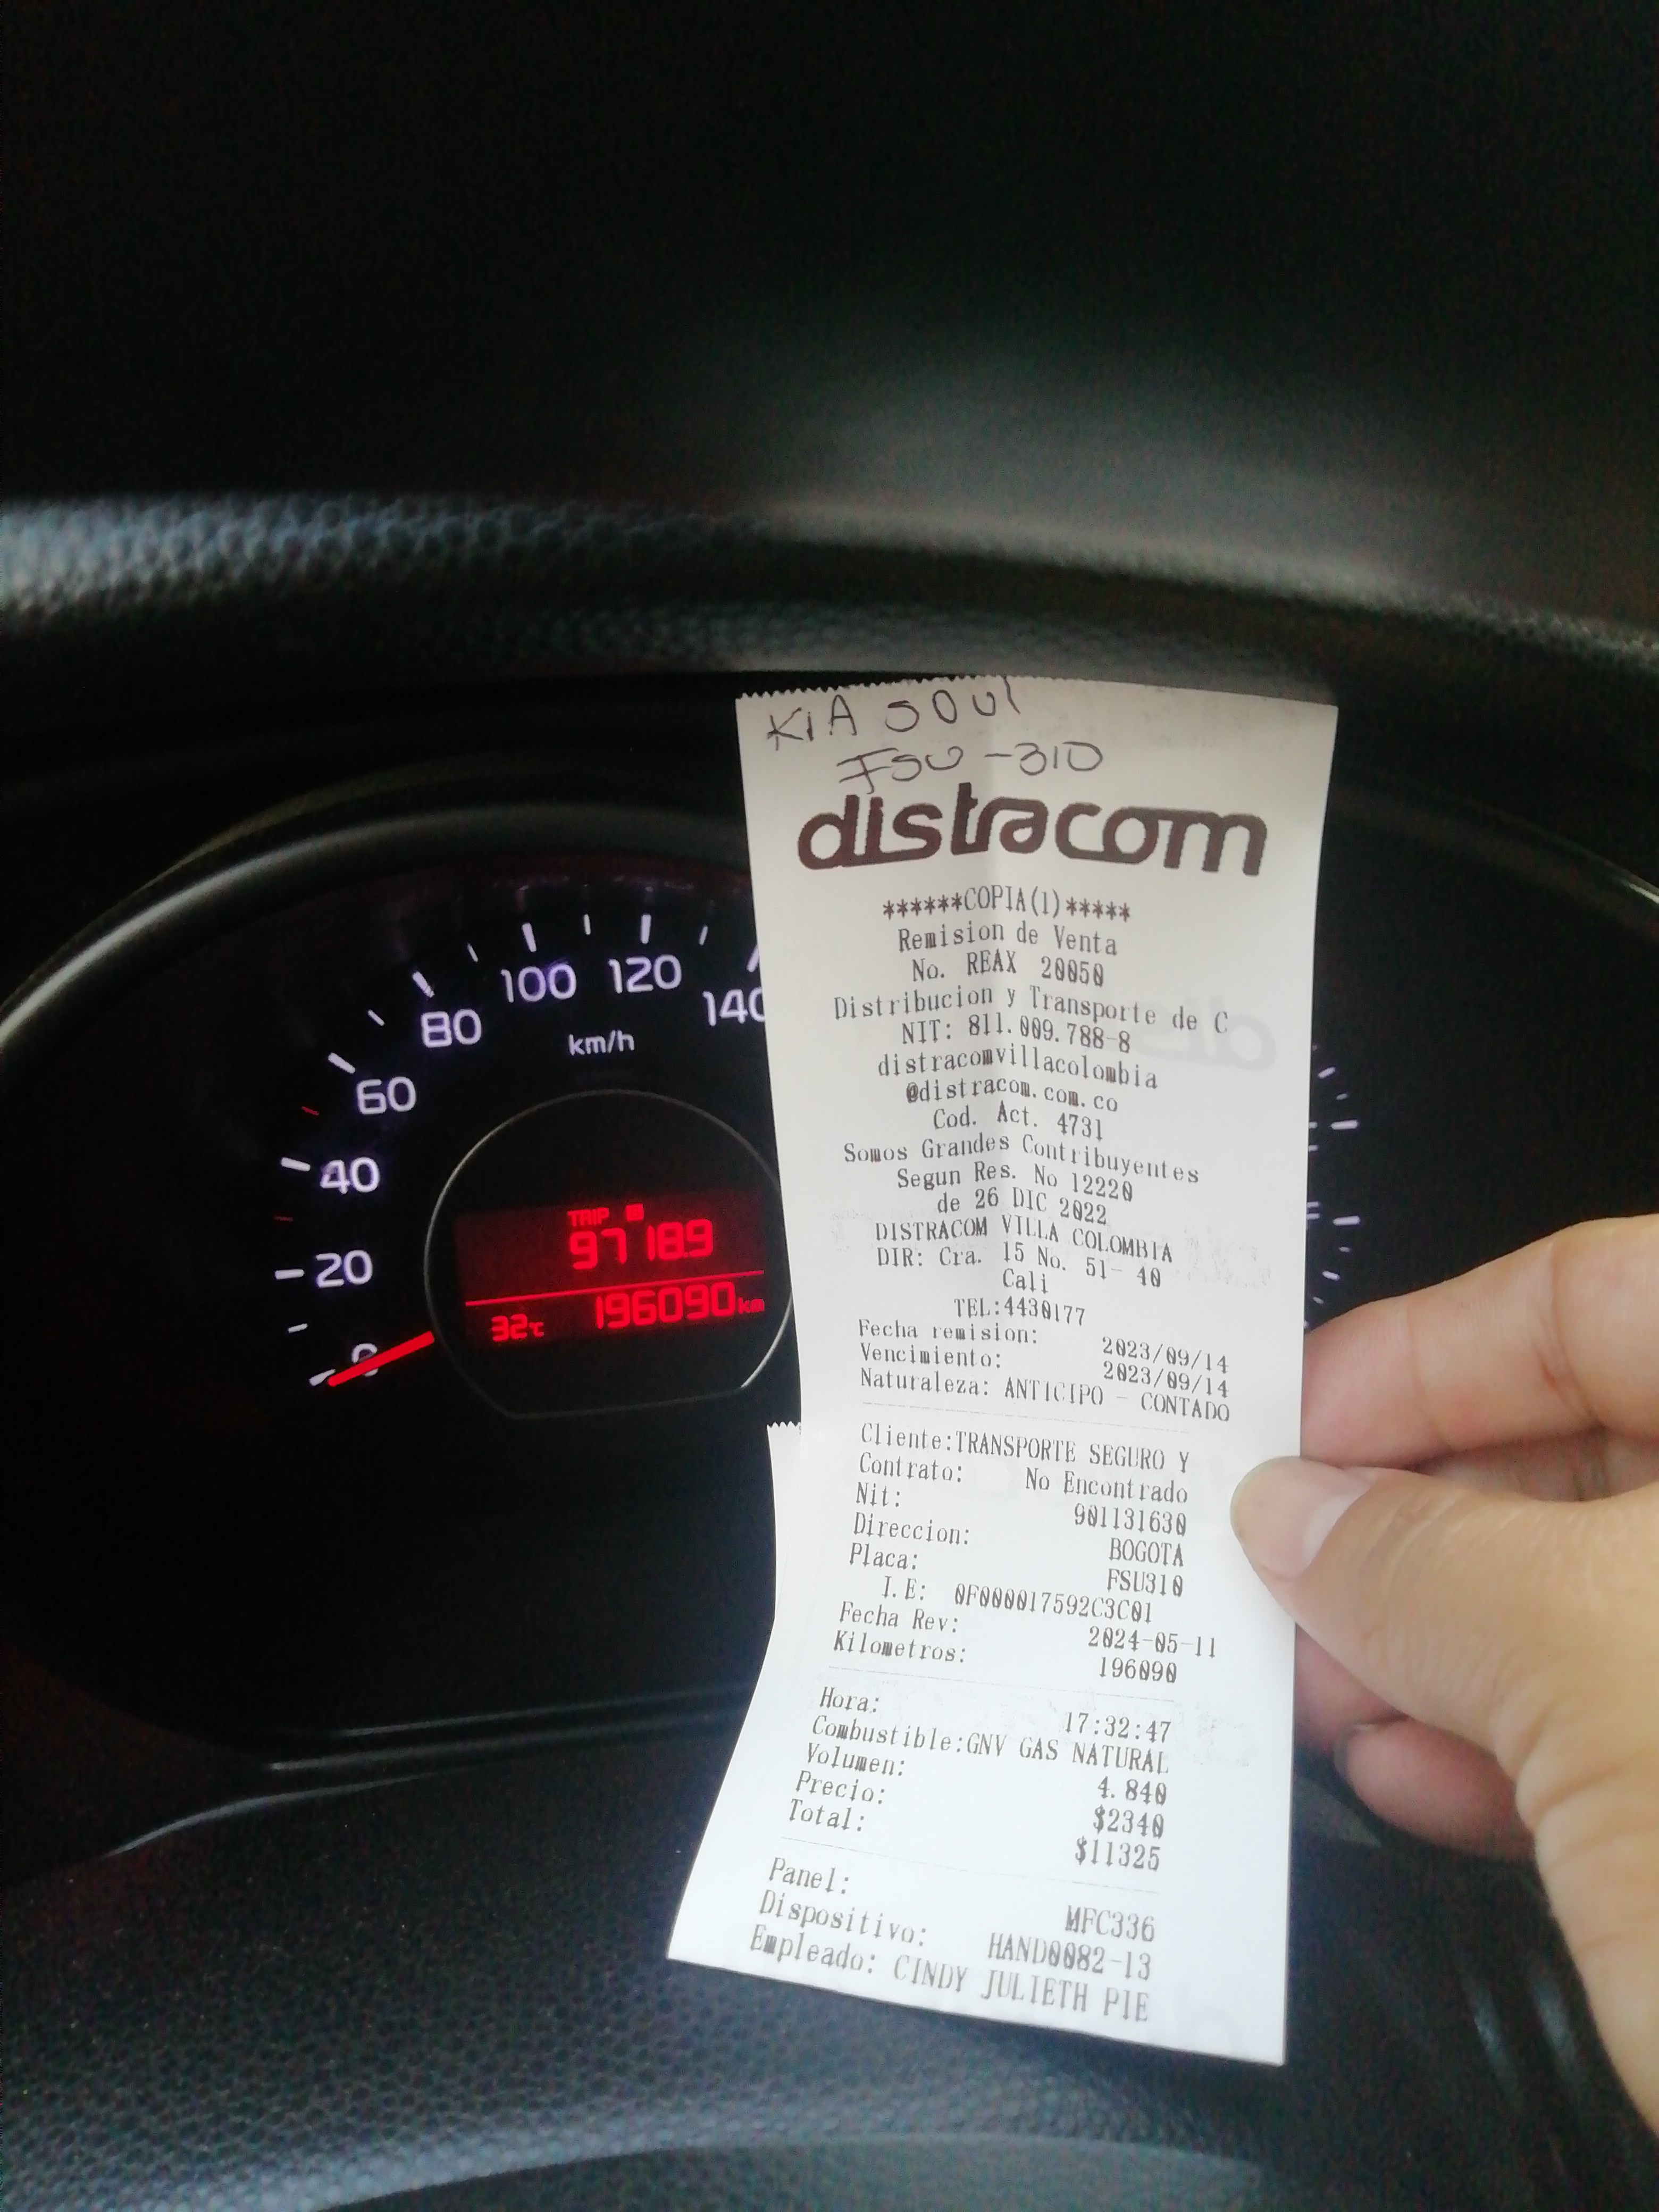 KIA SOUL
FSU-310
distracom
******COPIA(1)*****
Remision de Venta
No. REAX 20050
Distribucion y Transporte de C
NIT: 811.009.788-8
distracomvillacolombia
@distracom.com.co
Cod. Act. 4731
Somos Grandes Contribuyentes
Segun Res. No 12220
de 26 DIC 2022
DISTRACOM VILLA COLOMBIA
DIR: Cra. 15 No. 51- 40
Cali
TEL:4430177
Fecha remision: 2023/09/14
Vencimiento: 2023/09/14
Naturaleza: ANTICIPO - CONTADO
Cliente:TRANSPORTE SEGURO Y
Contrato: No Encontrado
Nit: 901131630
Direccion: BOGOTA
Placa: FSU310
I.E: 0F000017592C3C01
Fecha Rev: 2024-05-11
Kilometros: 196090
Hora: 17:32:47
Combustible:GNV GAS NATURAL
Volumen: 4.840
Precio: $2340
Total: $11325
Panel: MFC336
Dispositivo: HAND0082-13
Empleado: CINDY JULIETH PIE
0
20
40
60
80
100
120
140
km/h
TRIP
9718.9
32°C 196090km